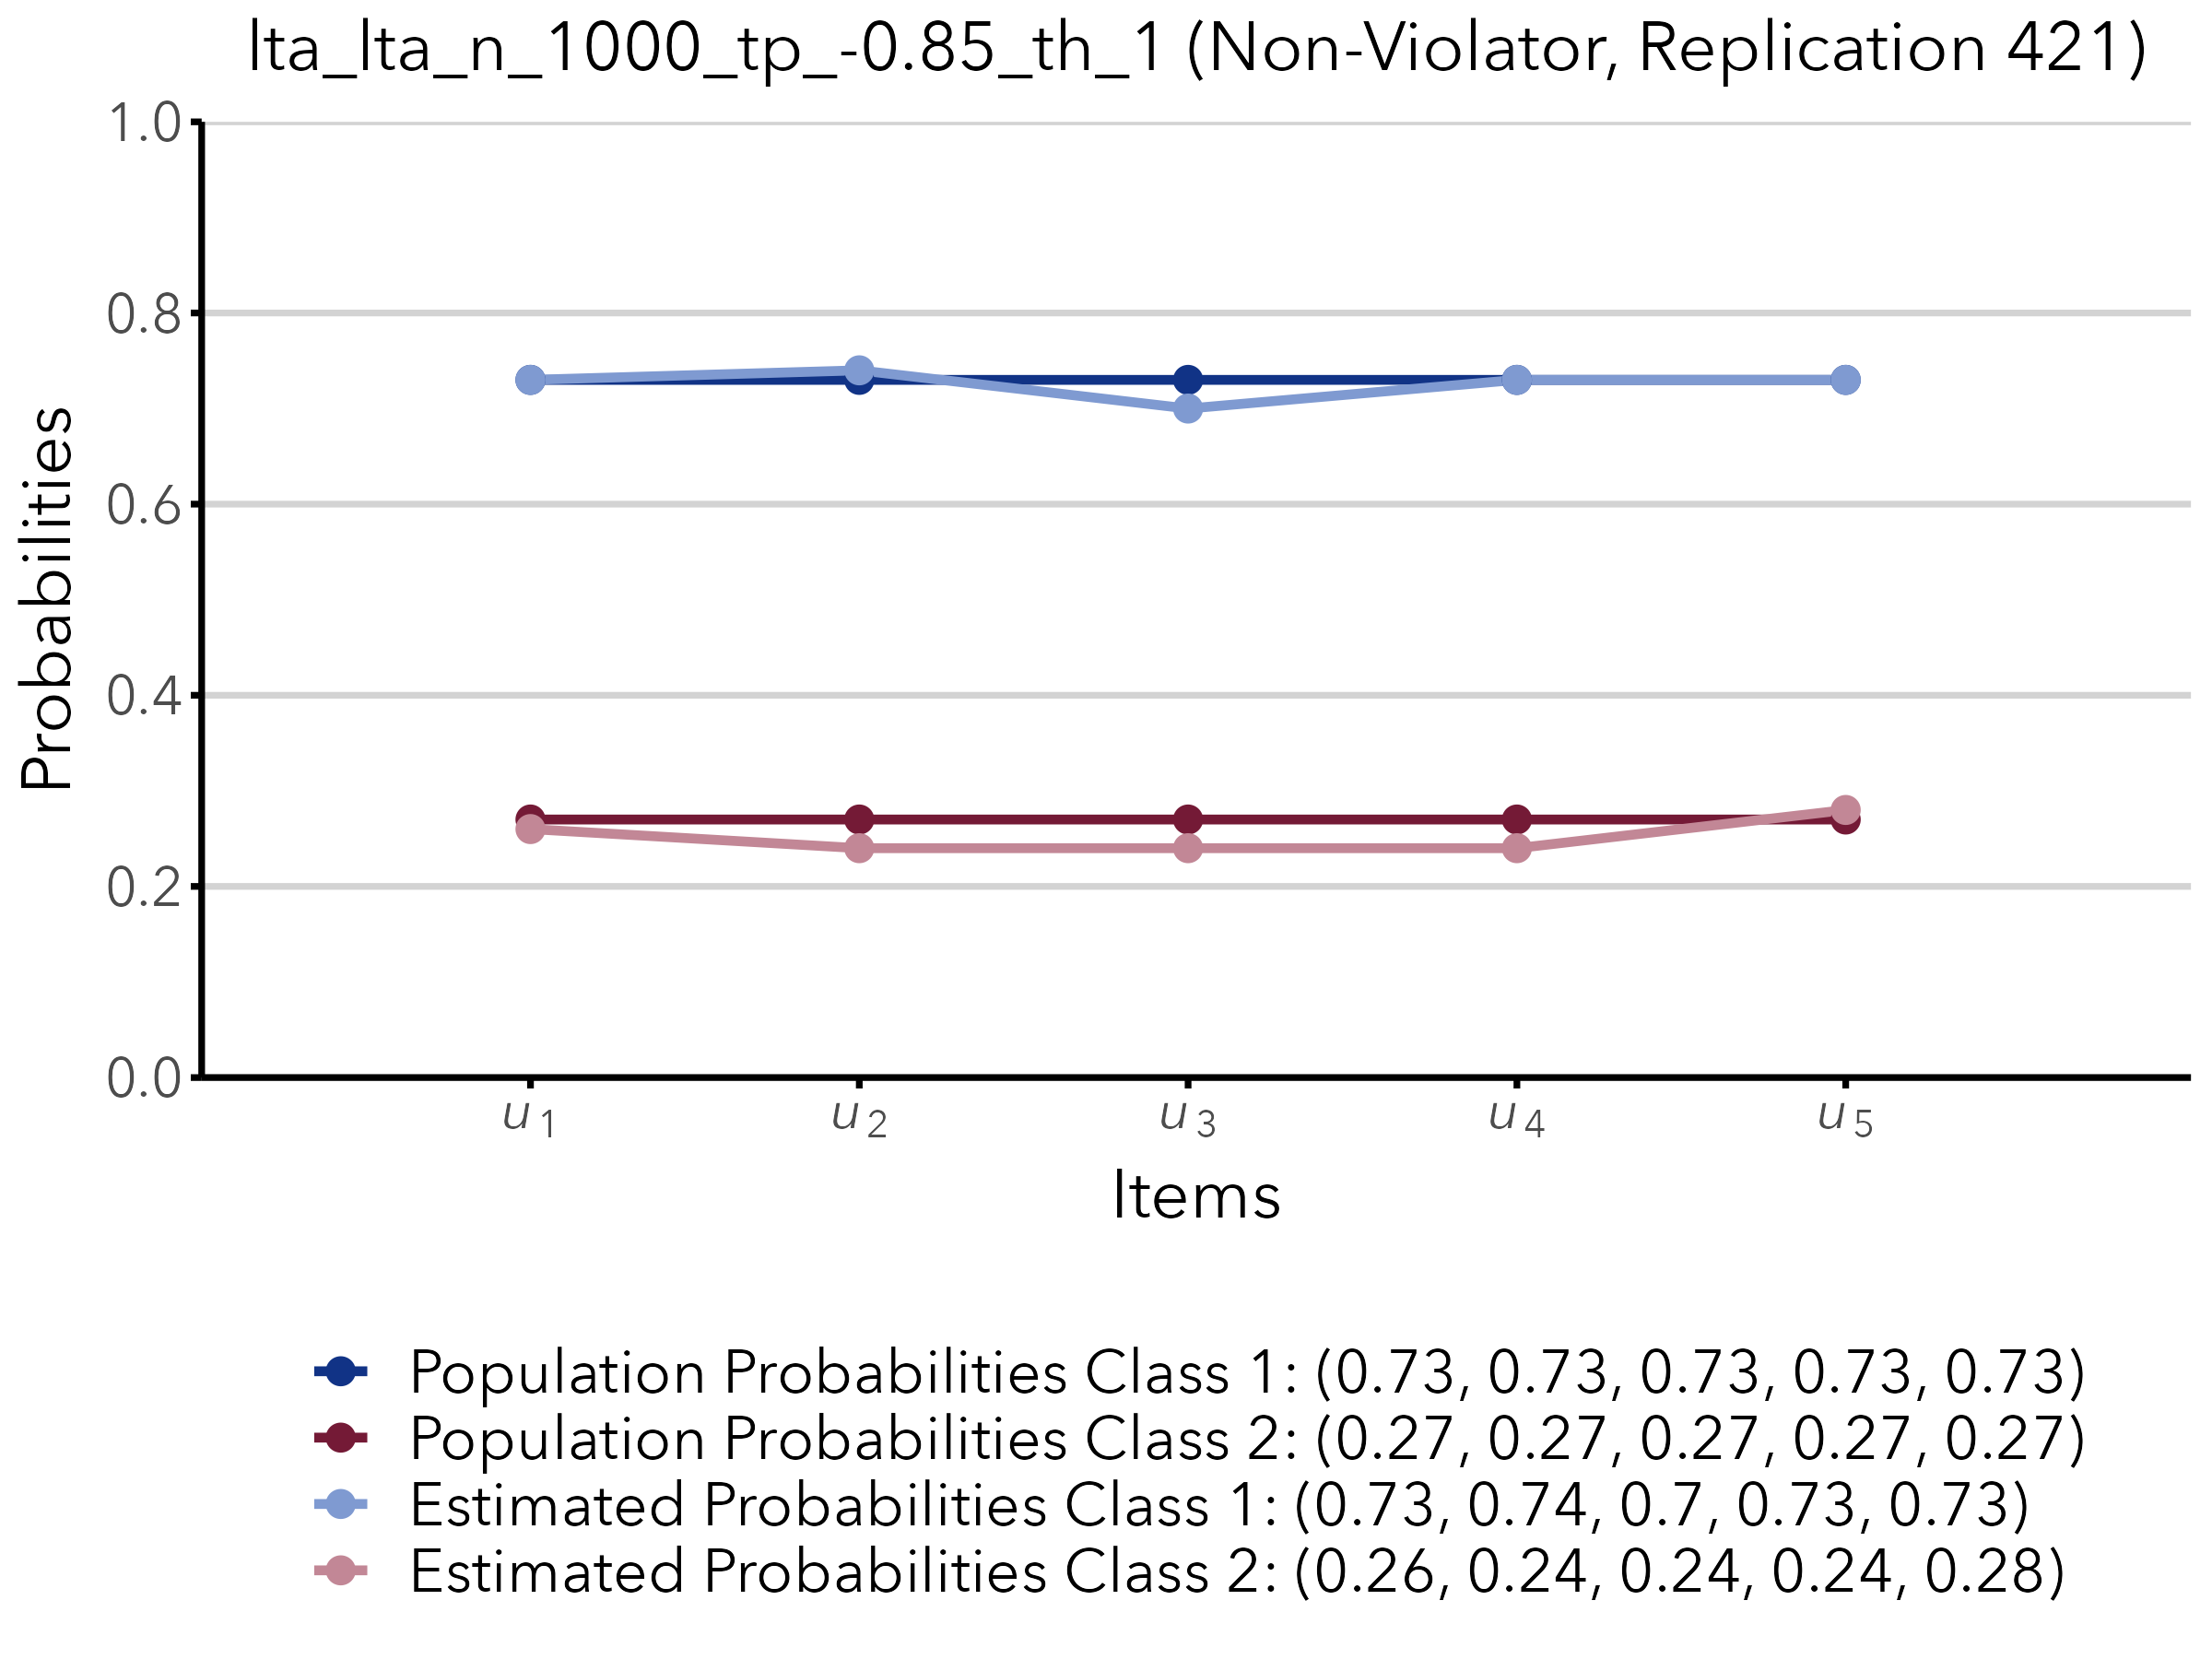 lta_lta_n_1000_tp_-0.85_th_1 (Non-Violator, Replication 421)
1.0
0.8
0.6
0.4
0.2
0.0
Probabilities
u1 u2 u3 u4 u5
Items
Population Probabilities Class 1: (0.73, 0.73, 0.73, 0.73, 0.73)
Population Probabilities Class 2: (0.27, 0.27, 0.27, 0.27, 0.27)
Estimated Probabilities Class 1: (0.73, 0.74, 0.7, 0.73, 0.73)
Estimated Probabilities Class 2: (0.26, 0.24, 0.24, 0.24, 0.28)